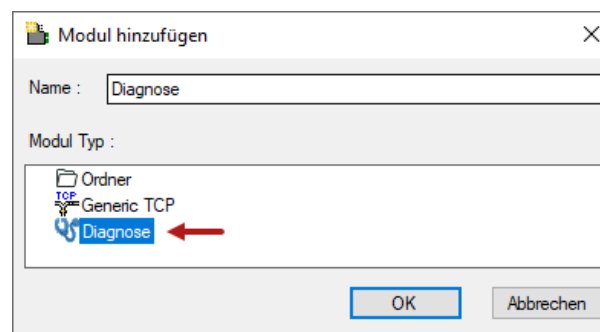 Modul hinzufügen
Name : Diagnose
Modul Typ :
Ordner
TCP
Generic TCP
Diagnose
OK Abbrechen